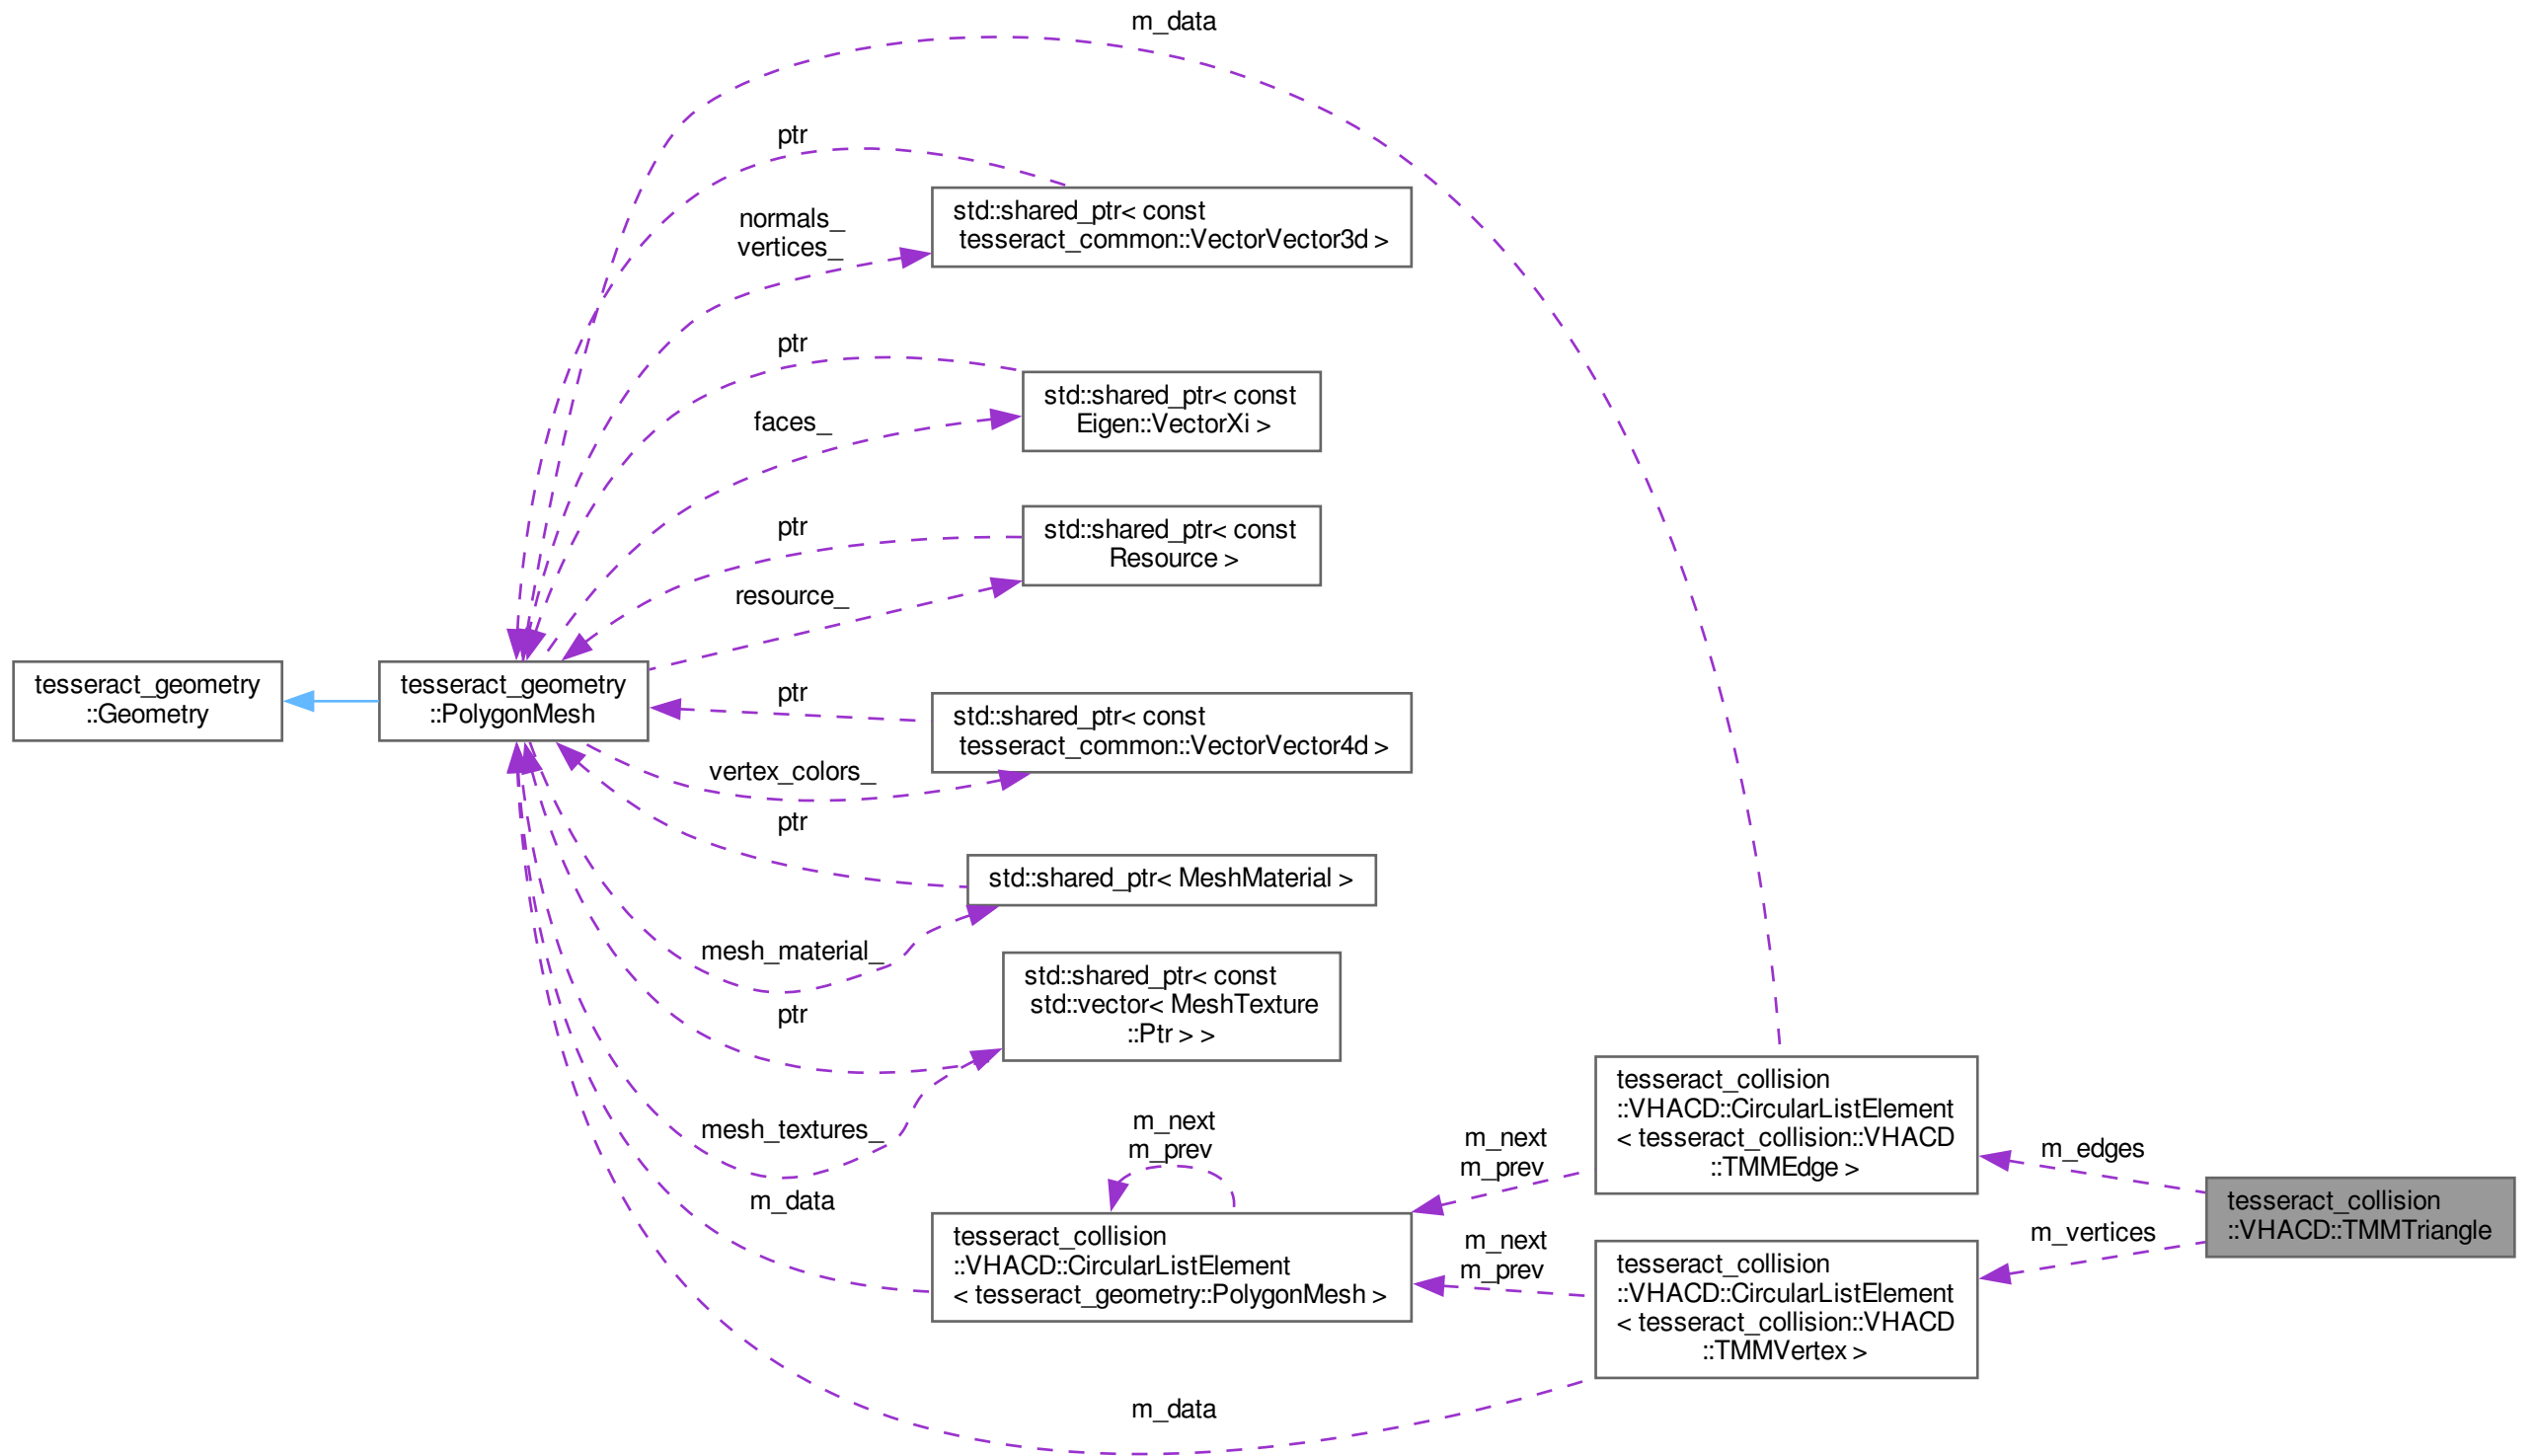 m_data
ptr
std::shared_ptr< const
tesseract_common::VectorVector3d >
normals_
vertices_
ptr
std::shared_ptr< const
Eigen::VectorXi >
faces_
ptr
std::shared_ptr< const
Resource >
resource_
tesseract_geometry
::Geometry
tesseract_geometry
::PolygonMesh
ptr
std::shared_ptr< const
tesseract_common::VectorVector4d >
vertex_colors_
ptr
std::shared_ptr< MeshMaterial >
mesh_material_
std::shared_ptr< const
std::vector< MeshTexture
::Ptr > >
ptr
mesh_textures_
m_data
m_next
m_prev
tesseract_collision
::VHACD::CircularListElement
< tesseract_geometry::PolygonMesh >
m_next
m_prev
m_next
m_prev
tesseract_collision
::VHACD::CircularListElement
< tesseract_collision::VHACD
::TMMEdge >
tesseract_collision
::VHACD::CircularListElement
< tesseract_collision::VHACD
::TMMVertex >
m_edges
m_vertices
tesseract_collision
::VHACD::TMMTriangle
m_data